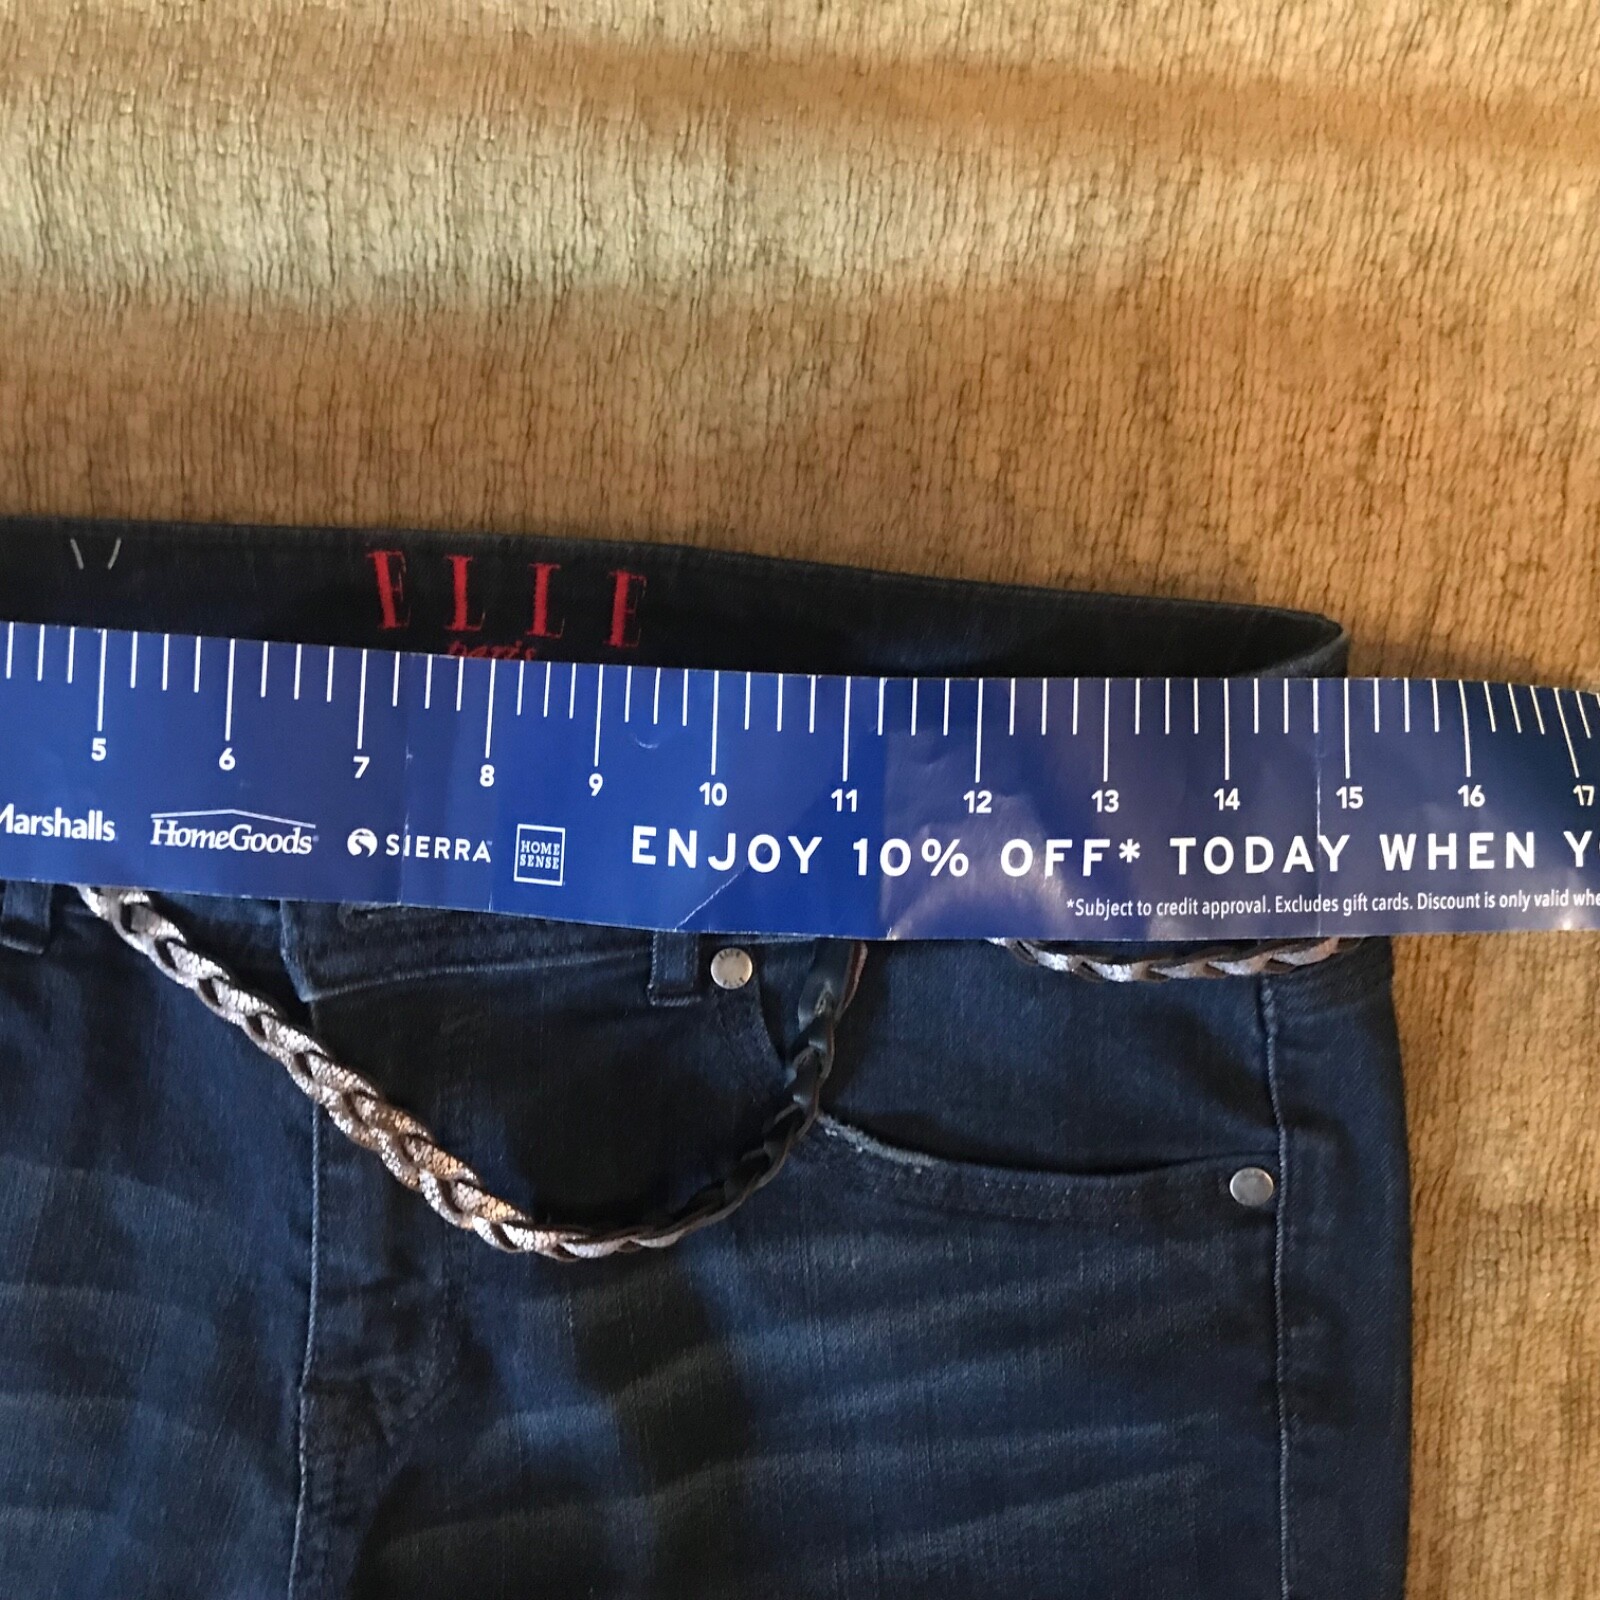 ELLE
paris
5 6 7 8 9 10 11 12 13 14 15 16 17
Marshalls HomeGoods SIERRA HOME SENSE ENJOY 10% OFF* TODAY WHEN
*Subject to credit approval. Excludes gift cards. Discount is only valid